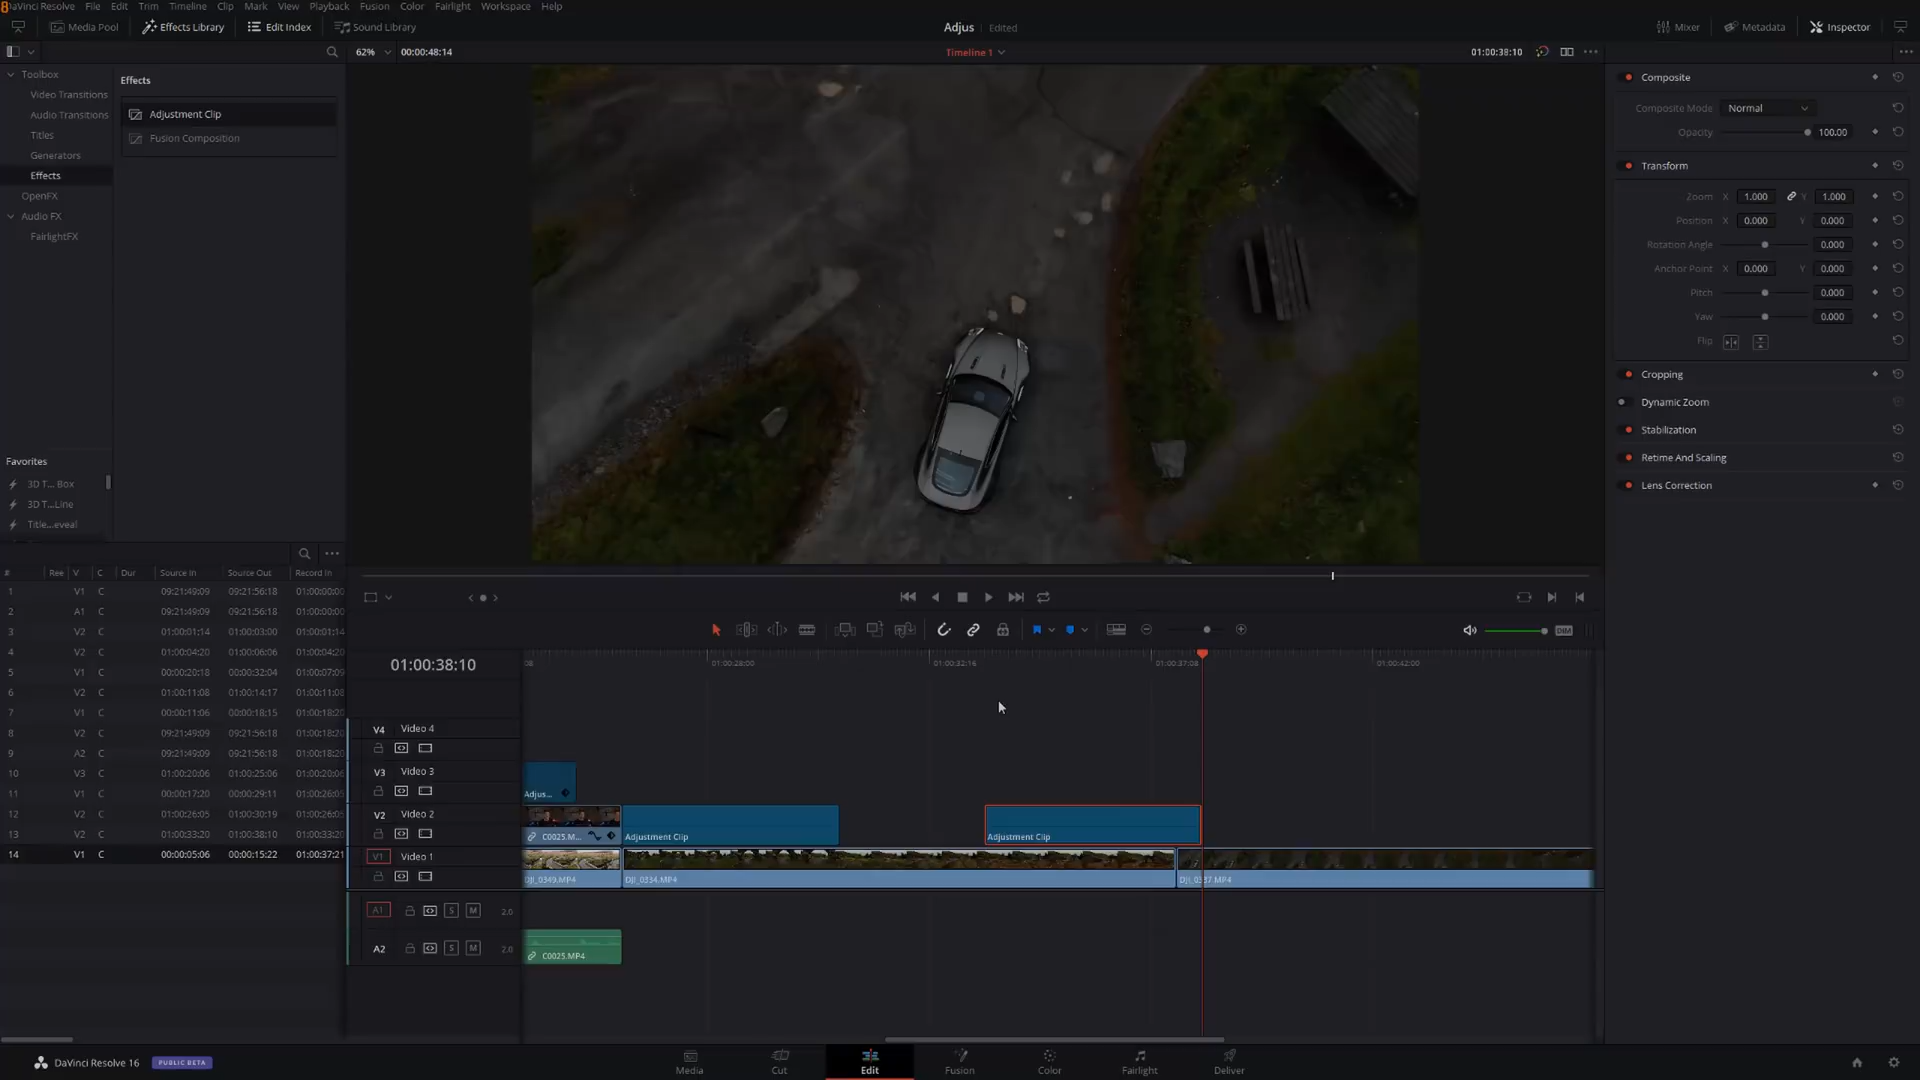 DaVinci Resolve File Edit Trim Timeline Clip Mark View Playback Fusion Color Fairlight Workspace Help
Media Pool Effects Library Edit Index Sound Library Adjus Edited Mixer Metadata Inspector
62% 00:00:48:14 Timeline 1 01:00:38:10
Toolbox
Video Transitions
Audio Transitions
Titles
Generators
Effects
OpenFX
Audio FX
FairlightFX
Effects
Adjustment Clip
Fusion Composition
Favorites
3D T... Box
3D T...Line
Title...eveal
Composite
Composite Mode Normal
Opacity 100.00
Transform
Zoom X 1.000 Y 1.000
Position X 0.000 Y 0.000
Rotation Angle 0.000
Anchor Point X 0.000 Y 0.000
Pitch 0.000
Yaw 0.000
Flip
Cropping
Dynamic Zoom
Stabilization
Retime And Scaling
Lens Correction
# Ree V C Dur Source In Source Out Record In
1 V1 C 09:21:49:09 09:21:56:18 01:00:00:00
2 A1 C 09:21:49:09 09:21:56:18 01:00:00:00
3 V2 C 01:00:01:14 01:00:03:00 01:00:01:14
4 V2 C 01:00:04:20 01:00:06:06 01:00:04:20
5 V1 C 00:00:20:18 00:00:32:04 01:00:07:09
6 V2 C 01:00:11:08 01:00:14:17 01:00:11:08
7 V1 C 00:00:11:06 00:00:18:15 01:00:18:20
8 V2 C 09:21:49:09 09:21:56:18 01:00:18:20
9 A2 C 09:21:49:09 09:21:56:18 01:00:18:20
10 V3 C 01:00:20:06 01:00:25:06 01:00:20:06
11 V1 C 00:00:17:20 00:00:29:11 01:00:26:05
12 V2 C 01:00:26:05 01:00:30:19 01:00:26:05
13 V2 C 01:00:33:20 01:00:38:10 01:00:33:20
14 V1 C 00:00:05:06 00:00:15:22 01:00:37:21
DIM
01:00:38:10
08 01:00:28:00 01:00:32:16 01:00:37:08 01:00:42:00
V4 Video 4
V3 Video 3
Adjus...
V2 Video 2
C0025.M... Adjustment Clip Adjustment Clip
V1 Video 1
DJI_0349.MP4 DJI_0334.MP4
A1 S M 2.0
A2 S M 2.0
C0025.MP4
DaVinci Resolve 16 PUBLIC BETA
Media Cut Edit Fusion Color Fairlight Deliver